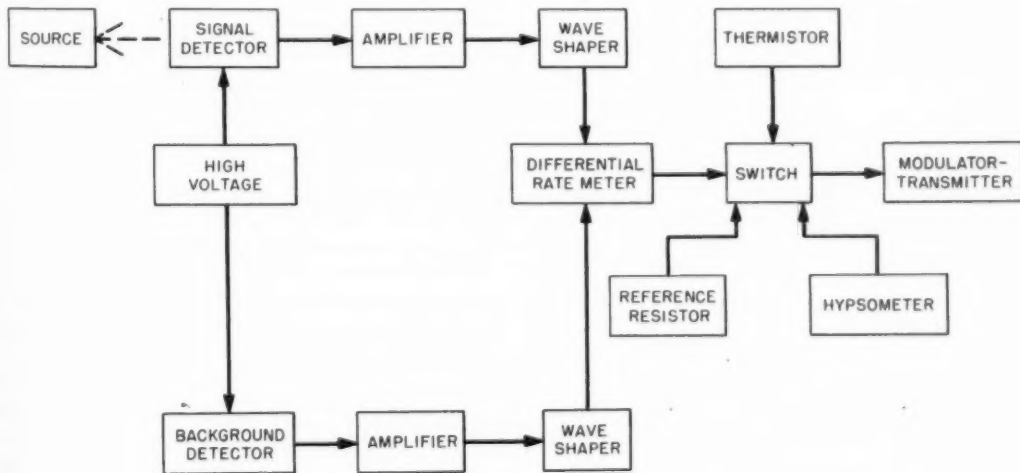 SOURCE
SIGNAL
DETECTOR
AMPLIFIER
WAVE
SHAPER
THERMISTOR
HIGH
VOLTAGE
DIFFERENTIAL
RATE METER
SWITCH
MODULATOR-
TRANSMITTER
REFERENCE
RESISTOR
HYPSOMETER
BACKGROUND
DETECTOR
AMPLIFIER
WAVE
SHAPER